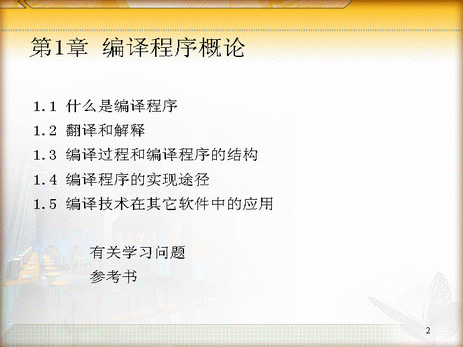 第1章 编译程序概论
1.1 什么是编译程序
1.2 翻译和解释
1.3 编译过程和编译程序的结构
1.4 编译程序的实现途径
1.5 编译技术在其它软件中的应用
有关学习问题
参考书
2